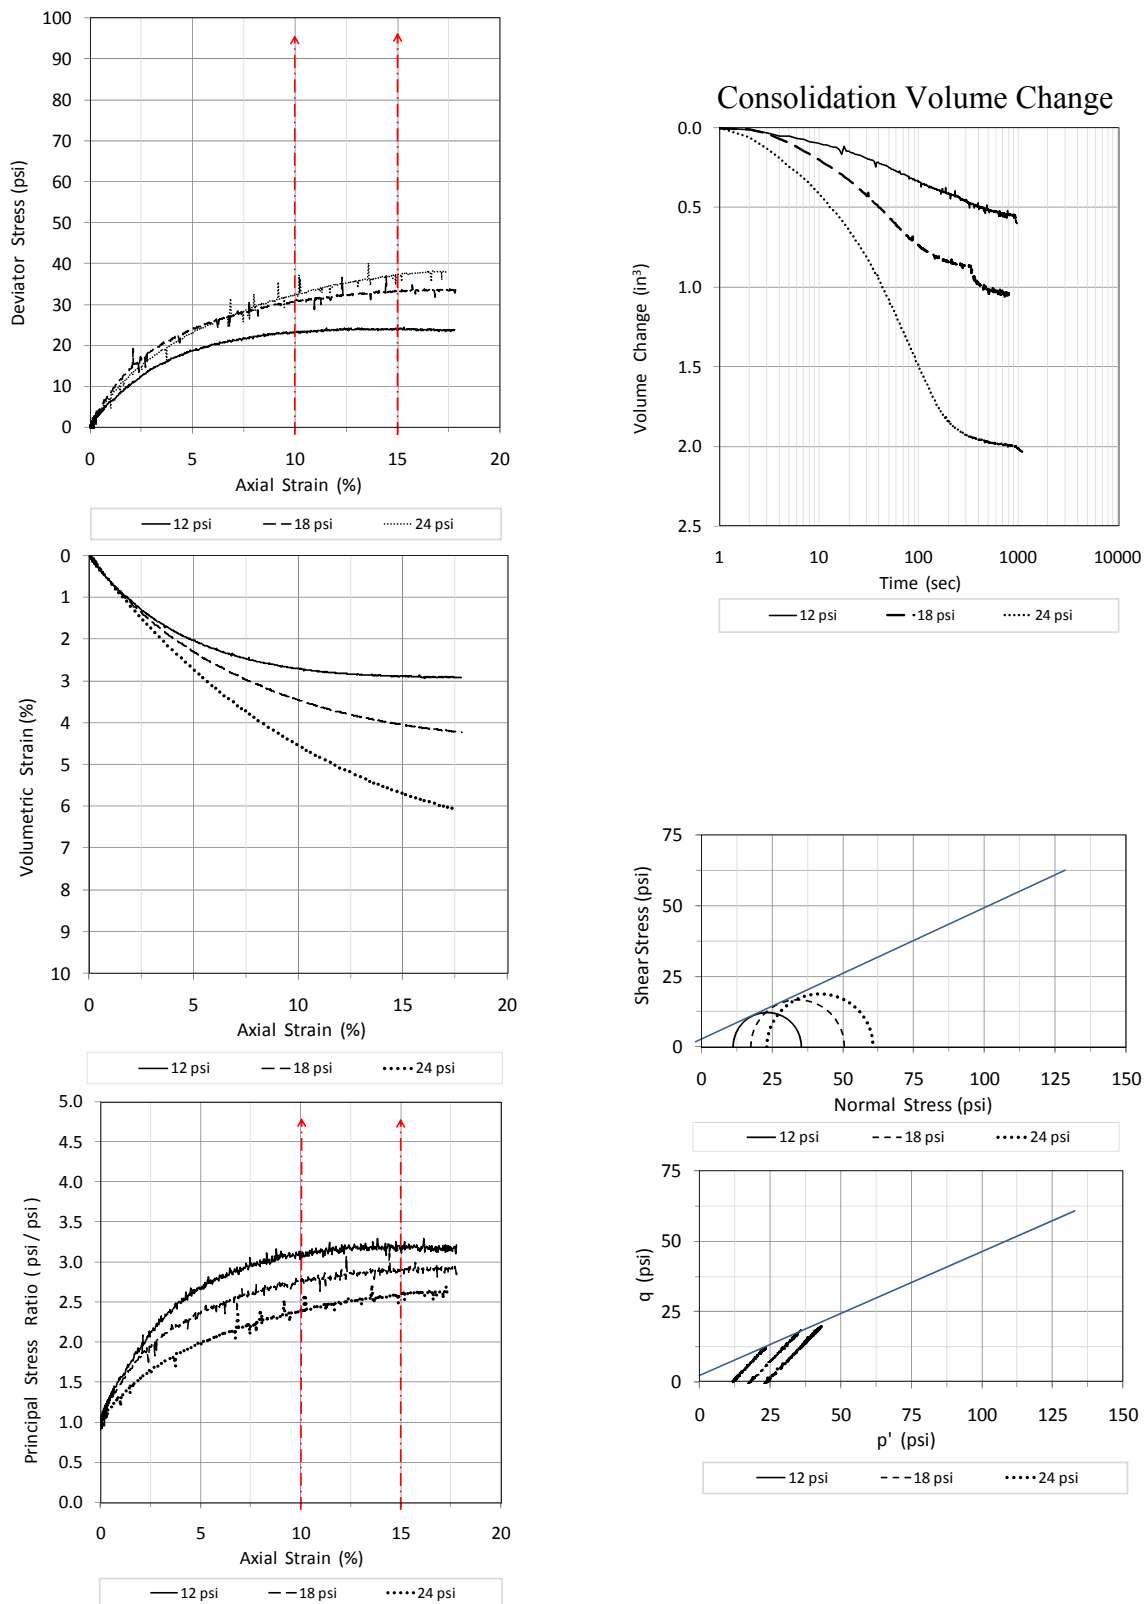 100
90
80
70
60
50
40
30
20
10
0
Deviator Stress (psi)
0 5 10 15 20
Axial Strain (%)
12 psi 18 psi 24 psi
0
1
2
3
4
5
6
7
8
9
10
Volumetric Strain (%)
0 5 10 15 20
Axial Strain (%)
12 psi 18 psi 24 psi
5.0
4.5
4.0
3.5
3.0
2.5
2.0
1.5
1.0
0.5
0.0
Principal Stress Ratio ( psi / psi )
0 5 10 15 20
Axial Strain (%)
12 psi 18 psi 24 psi
Consolidation Volume Change
0.0
0.5
1.0
1.5
2.0
2.5
Volume Change (in³)
1 10 100 1000 10000
Time (sec)
12 psi 18 psi 24 psi
75
50
25
0
Shear Stress (psi)
0 25 50 75 100 125 150
Normal Stress (psi)
12 psi 18 psi 24 psi
75
50
25
0
q (psi)
0 25 50 75 100 125 150
p' (psi)
12 psi 18 psi 24 psi